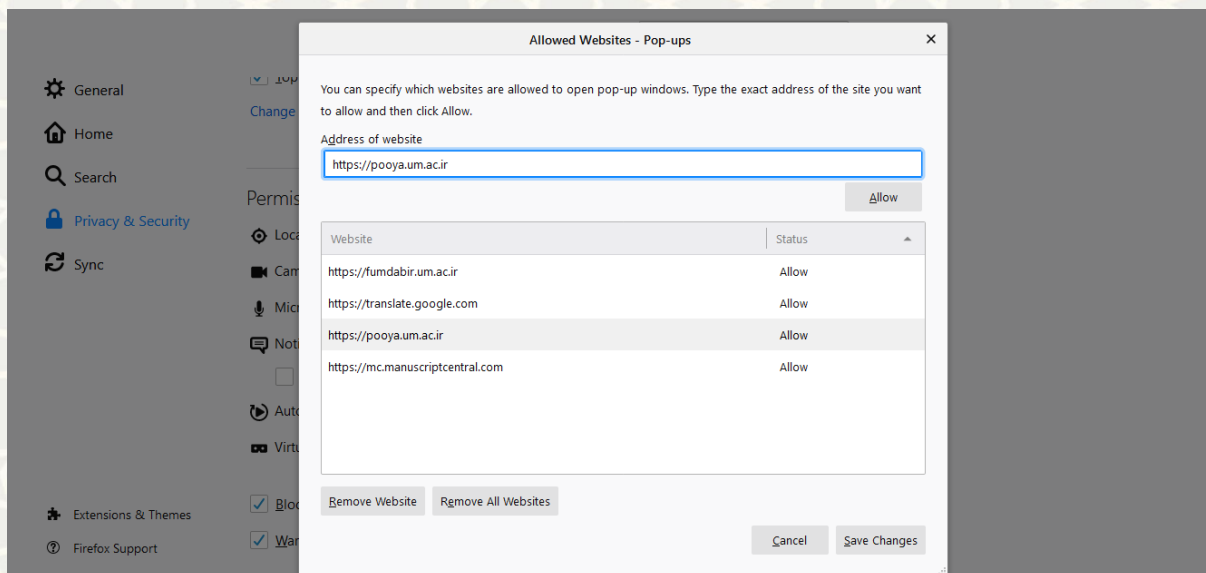 Allowed Websites - Pop-ups
You can specify which websites are allowed to open pop-up windows. Type the exact address of the site you want
to allow and then click Allow.
Address of website
https://pooya.um.ac.ir
Allow
Website Status
https://fumdabir.um.ac.ir Allow
https://translate.google.com Allow
https://pooya.um.ac.ir Allow
https://mc.manuscriptcentral.com Allow
Remove Website Remove All Websites
Cancel Save Changes
General
Home
Search
Privacy & Security
Sync
Extensions & Themes
Firefox Support
Change
Permis
Loca
Cam
Micr
Noti
Auto
Virtu
Bloc
War